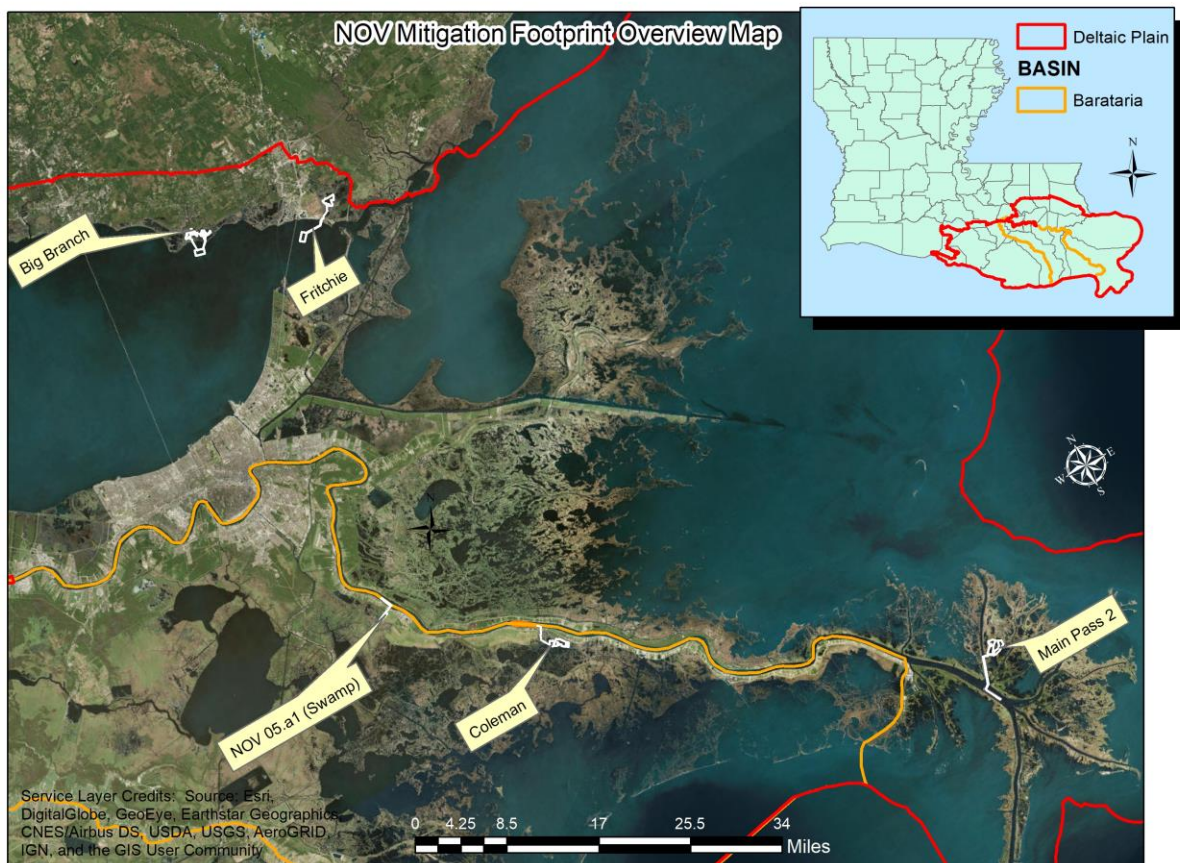 NOV Mitigation Footprint Overview Map
Deltaic Plain
BASIN
Barataria
N
Big Branch
Fritchie
N
E
W
S
NOV 05.a1 (Swamp)
Coleman
Main Pass 2
Service Layer Credits: Source: Esri,
DigitalGlobe, GeoEye, Earthstar Geographics,
CNES/Airbus DS, USDA, USGS, AeroGRID,
IGN, and the GIS User Community
0 4.25 8.5 17 25.5 34
Miles